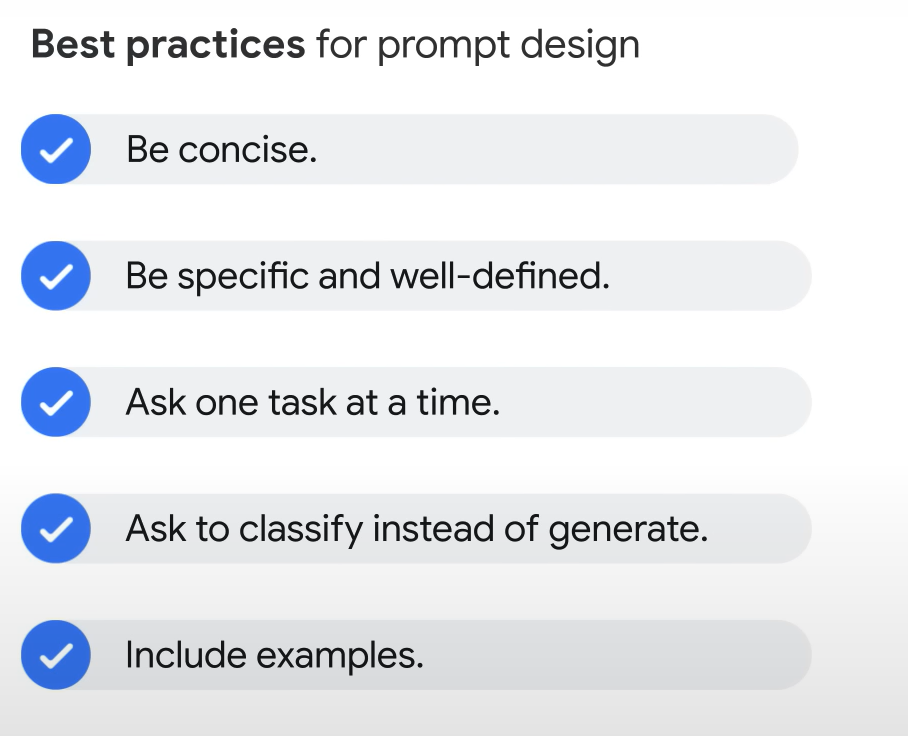 Best practices for prompt design
Be concise.
Be specific and well-defined.
Ask one task at a time.
Ask to classify instead of generate.
Include examples.